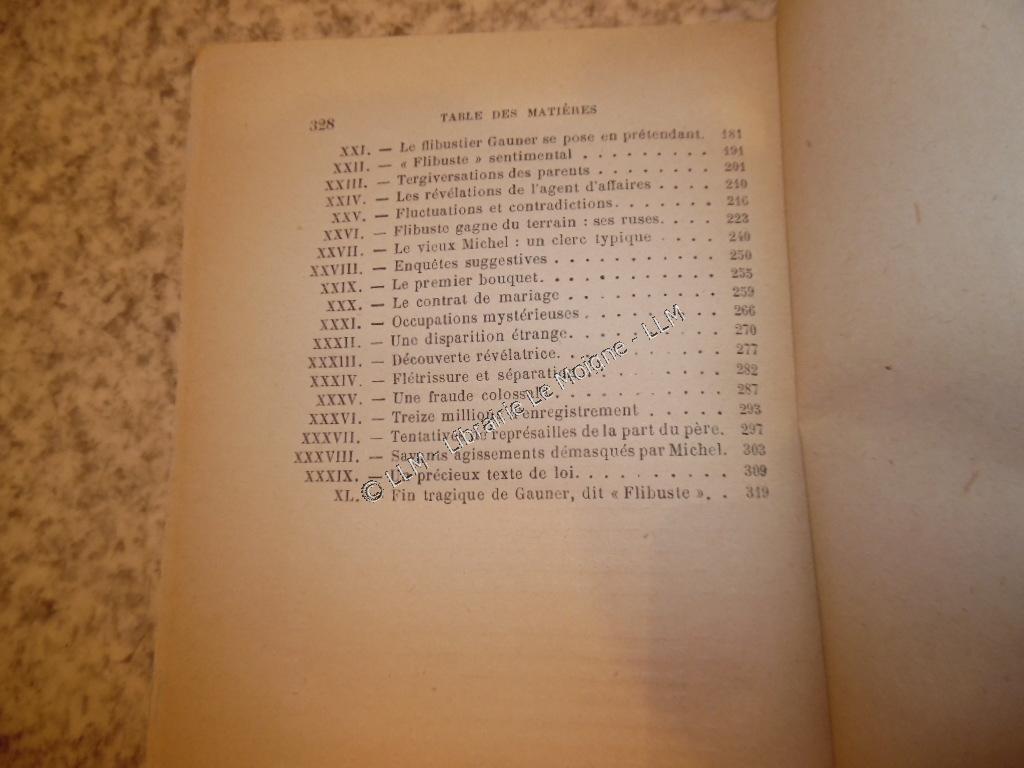 328 TABLE DES MATIÈRES
XXI. — Le flibustier Gauner se pose en prétendant. 181
XXII. — « Flibuste » sentimental . . . . . . . . . 191
XXIII. — Tergiversations des parents . . . . . . . 201
XXIV. — Les révélations de l'agent d'affaires . . . . 210
XXV. — Fluctuations et contradictions. . . . . . . 216
XXVI. — Flibuste gagne du terrain : ses ruses. . . . 223
XXVII. — Le vieux Michel : un clerc typique . . . . 240
XXVIII. — Enquêtes suggestives . . . . . . . . . . 250
XXIX. — Le premier bouquet. . . . . . . . . . . 255
XXX. — Le contrat de mariage . . . . . . . . . . 259
XXXI. — Occupations mystérieuses . . . . . . . . . 266
XXXII. — Une disparition étrange. . . . . . . . . . 270
XXXIII. — Découverte révélatrice. . . . . . . . . . 277
XXXIV. — Flétrissure et séparation . . . . . . . . 282
XXXV. — Une fraude colossale . . . . . . . . . 287
XXXVI. — Treize millions d'enregistrement . . . . . 293
XXXVII. — Tentatives de représailles de la part du père. 297
XXXVIII. — Savants agissements démasqués par Michel. 303
XXXIX. — Un précieux texte de loi. . . . . . . . . . 309
XL. — Fin tragique de Gauner, dit « Flibuste ». . 319
© LLM - Librairie Le Moigne - LLM